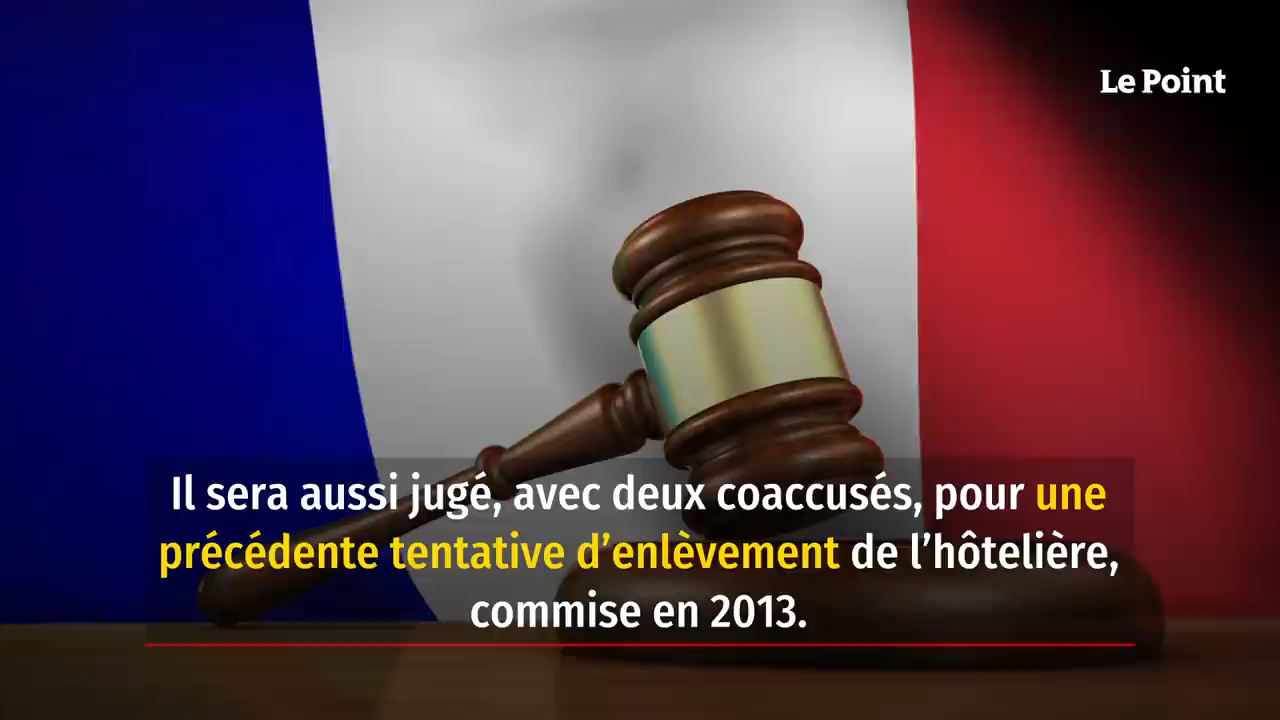 Le Point
Il sera aussi jugé, avec deux coaccusés, pour une
précédente tentative d’enlèvement de l’hôtelière,
commise en 2013.